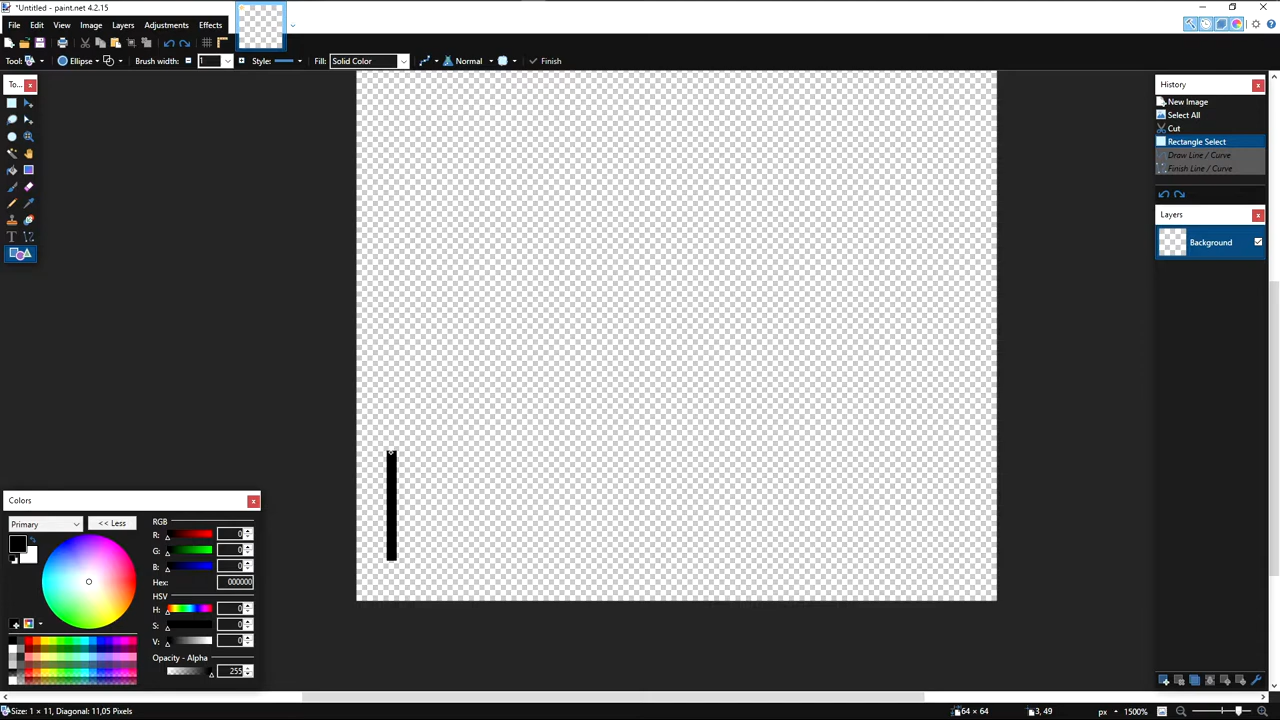 *Untitled - paint.net 4.2.15
File Edit View Image Layers Adjustments Effects
Tool: Ellipse Brush width: 1 Style: Fill: Solid Color Normal Finish
To...
History
New Image
Select All
Cut
Rectangle Select
Draw Line / Curve
Finish Line / Curve
Layers
Background
Colors
Primary
<< Less
RGB
R: 0
G: 0
B: 0
Hex: 000000
HSV
H: 0
S: 0
V: 0
Opacity - Alpha
255
Size: 1 × 11, Diagonal: 11,05 Pixels
64 × 64
3, 49
px
1500%